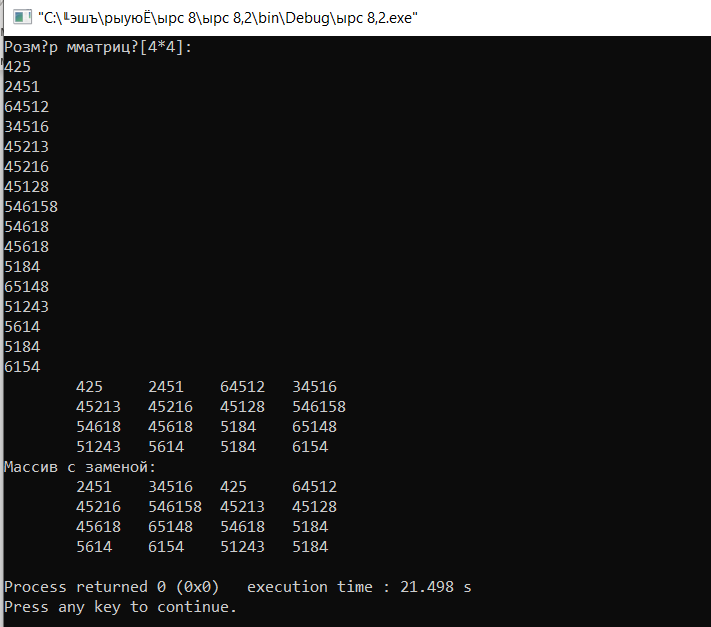 "C:\╙эшъ\рыуюЁ\ырс 8\ырс 8,2\bin\Debug\ырс 8,2.exe"
Розм?р мматриц?[4*4]:
425
2451
64512
34516
45213
45216
45128
546158
54618
45618
5184
65148
51243
5614
5184
6154
425 2451 64512 34516
45213 45216 45128 546158
54618 45618 5184 65148
51243 5614 5184 6154
Массив с заменой:
2451 34516 425 64512
45216 546158 45213 45128
45618 65148 54618 5184
5614 6154 51243 5184
Process returned 0 (0x0) execution time : 21.498 s
Press any key to continue.